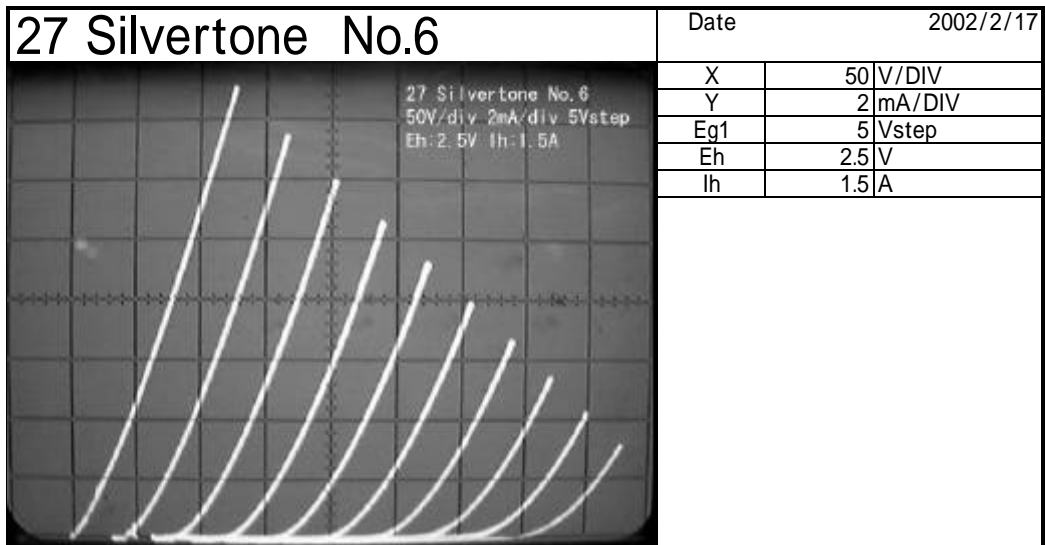 27 Silvertone No.6
Date 2002/2/17
X 50 V/DIV
Y 2 mA/DIV
Eg1 5 Vstep
Eh 2.5 V
Ih 1.5 A
27 Silvertone No.6
50V/div 2mA/div 5Vstep
Eh:2.5V Ih:1.5A